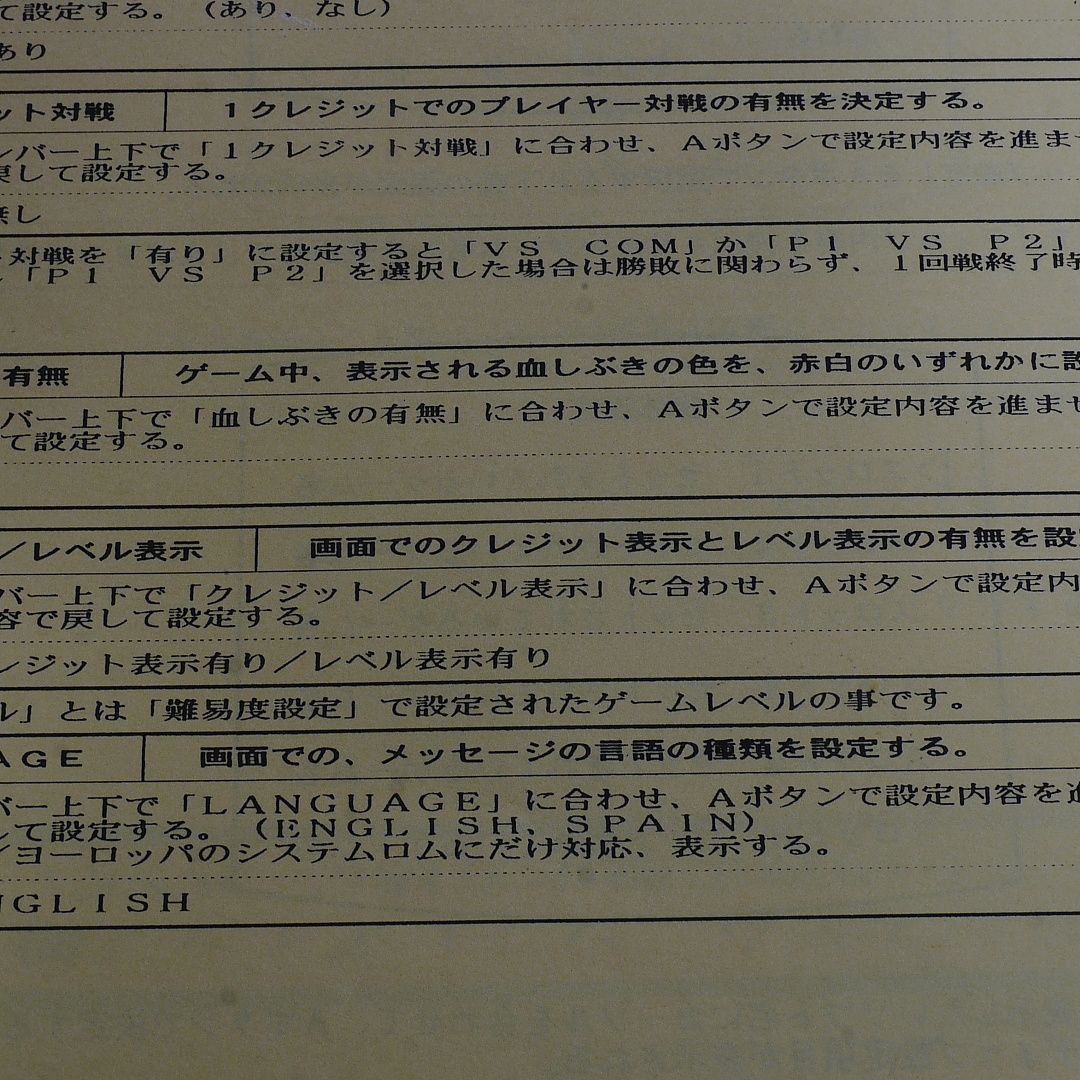 て設定する。（あり、なし）
あり
ット対戦　１クレジットでのプレイヤー対戦の有無を決定する。
バー上下で「１クレジット対戦」に合わせ、Ａボタンで設定内容を進ませ
戻して設定する。
無し
対戦を「有り」に設定すると「ＶＳ　ＣＯＭ」か「Ｐ１　ＶＳ　Ｐ２」
「Ｐ１　ＶＳ　Ｐ２」を選択した場合は勝敗に関わらず、１回戦終了時
有無　ゲーム中、表示される血しぶきの色を、赤白のいずれかに設
バー上下で「血しぶきの有無」に合わせ、Ａボタンで設定内容を進ませ
て設定する。
／レベル表示　画面でのクレジット表示とレベル表示の有無を設定
バー上下で「クレジット／レベル表示」に合わせ、Ａボタンで設定内
容で戻して設定する。
レジット表示有り／レベル表示有り
ル」とは「難易度設定」で設定されたゲームレベルの事です。
ＡＧＥ　画面での、メッセージの言語の種類を設定する。
バー上下で「ＬＡＮＧＵＡＧＥ」に合わせ、Ａボタンで設定内容を進
して設定する。（ＥＮＧＬＩＳＨ、ＳＰＡＩＮ）
／ヨーロッパのシステムロムにだけ対応、表示する。
ＮＧＬＩＳＨ